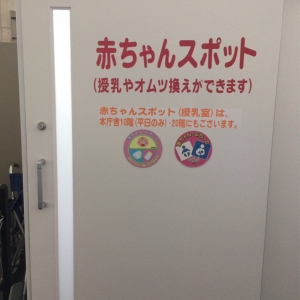 赤ちゃんスポット
(授乳やオムツ換えができます)
赤ちゃんスポット(授乳室)は、
本庁舎10階(平日のみ)・20階にもございます。